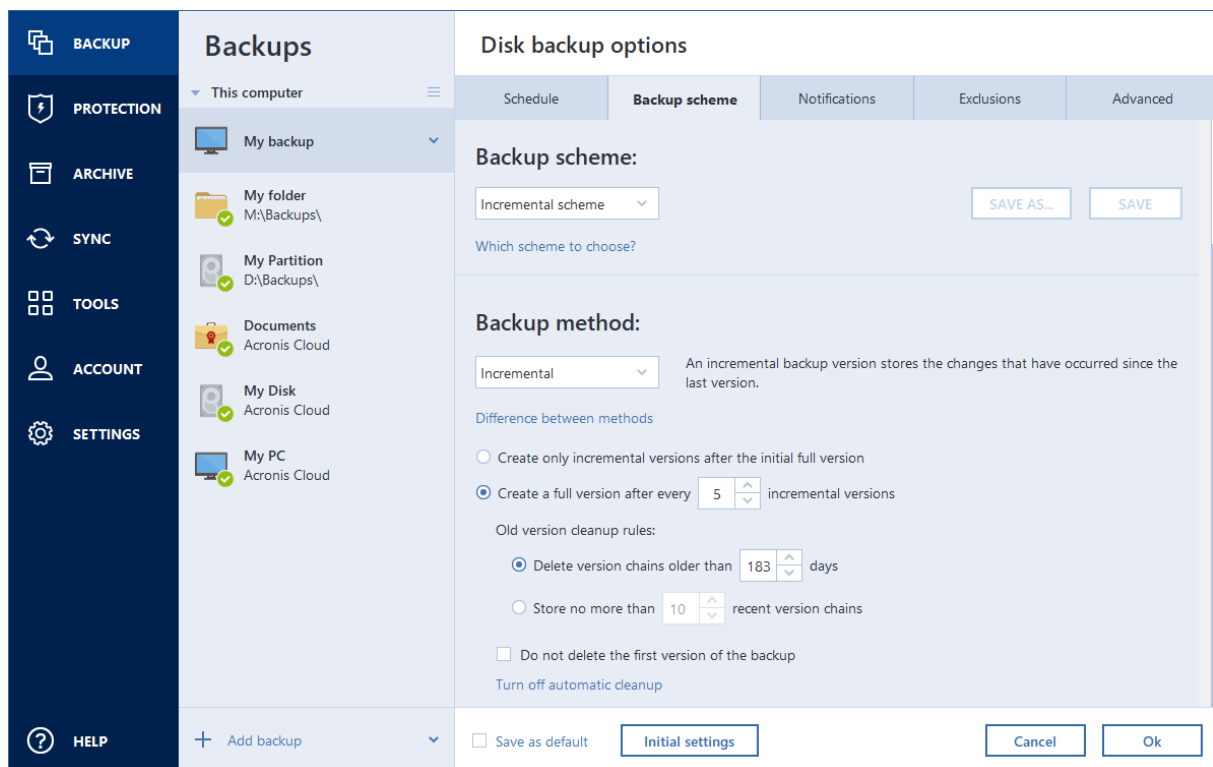 BACKUP
PROTECTION
ARCHIVE
SYNC
TOOLS
ACCOUNT
SETTINGS
HELP
Backups
This computer
My backup
My folder
M:\Backups\
My Partition
D:\Backups\
Documents
Acronis Cloud
My Disk
Acronis Cloud
My PC
Acronis Cloud
Add backup
Disk backup options
Schedule
Backup scheme
Notifications
Exclusions
Advanced
Backup scheme:
Incremental scheme
SAVE AS...
SAVE
Which scheme to choose?
Backup method:
Incremental
An incremental backup version stores the changes that have occurred since the
last version.
Difference between methods
Create only incremental versions after the initial full version
Create a full version after every 5 incremental versions
Old version cleanup rules:
Delete version chains older than 183 days
Store no more than 10 recent version chains
Do not delete the first version of the backup
Turn off automatic cleanup
Save as default
Initial settings
Cancel
Ok